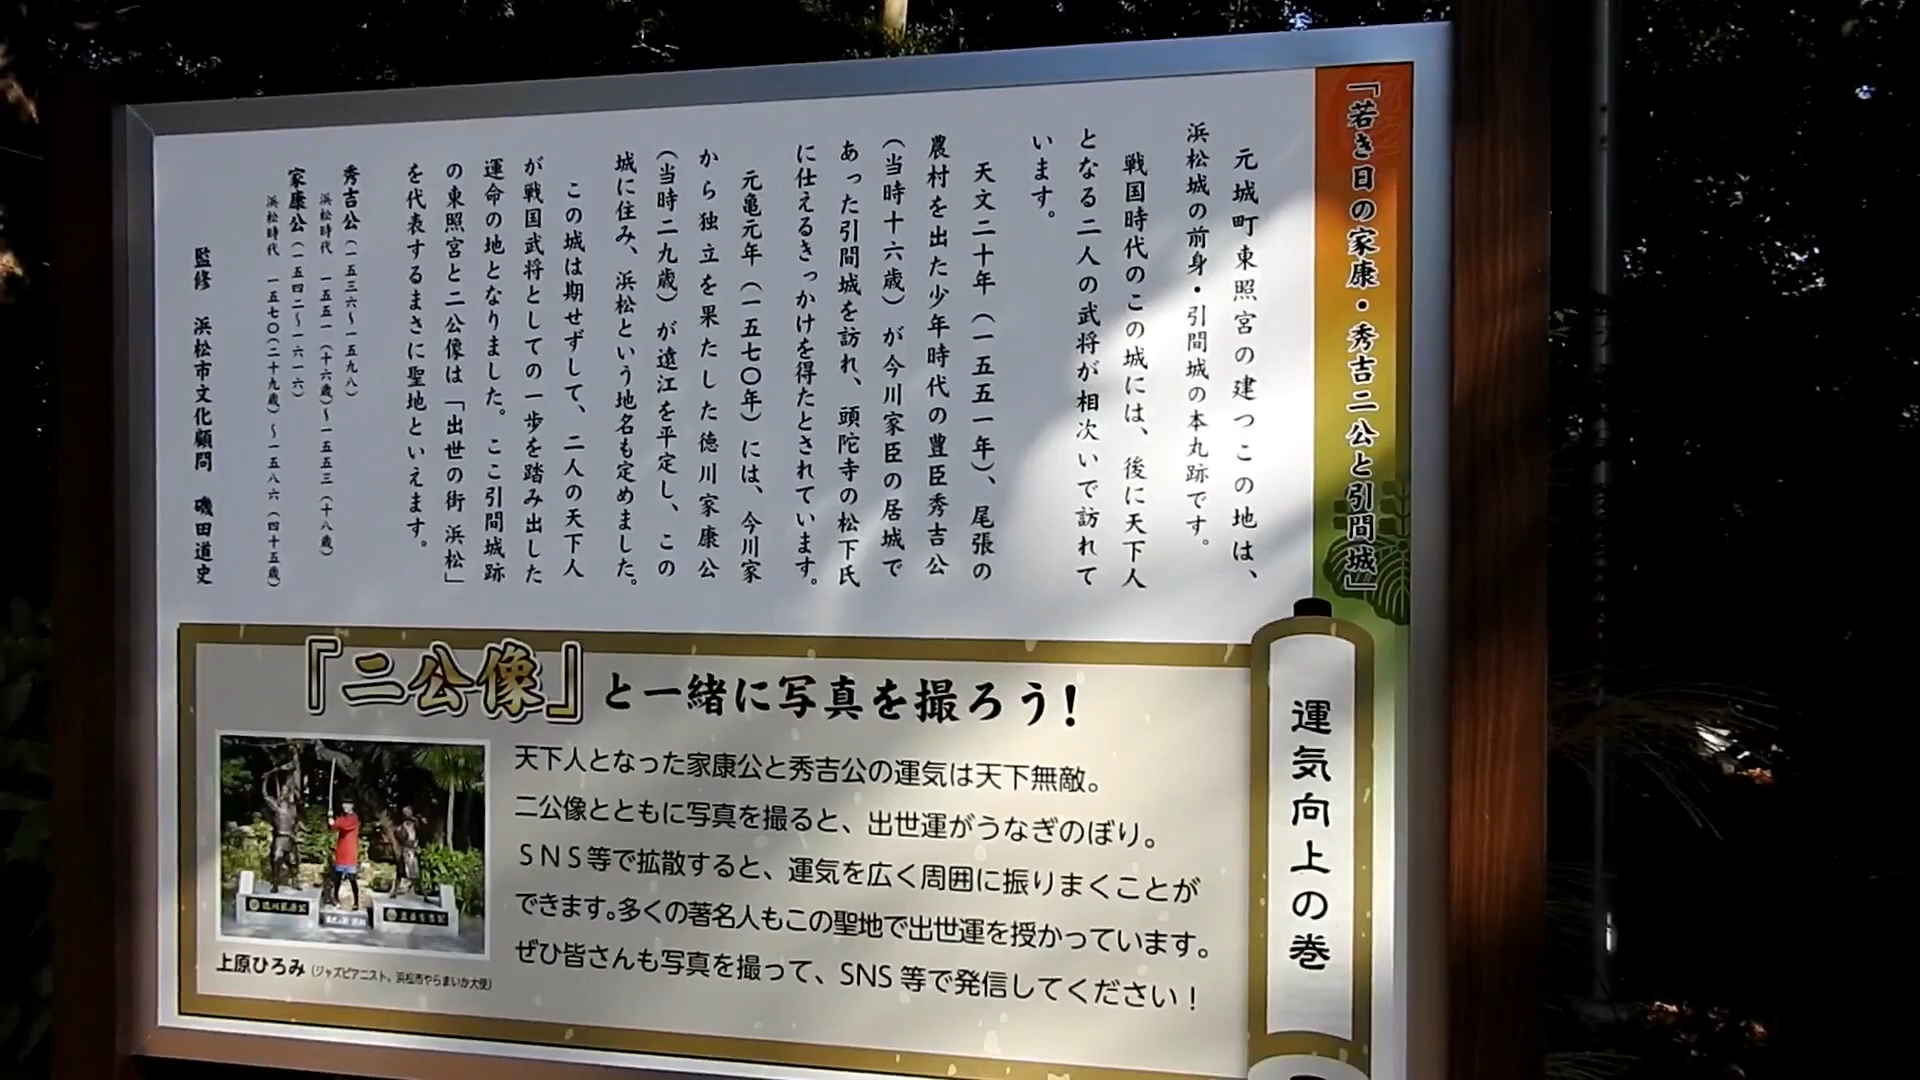 「若き日の家康・秀吉二公と引間城」
元城町東照宮の建つこの地は、
浜松城の前身・引間城の本丸跡です。
戦国時代のこの城には、後に天下人
となる二人の武将が相次いで訪れて
います。
天文二十年（一五五一年）、尾張の
農村を出た少年時代の豊臣秀吉公
（当時十六歳）が今川家臣の居城で
あった引間城を訪れ、頭陀寺の松下氏
に仕えるきっかけを得たとされています。
元亀元年（一五七〇年）には、今川家
から独立を果たした徳川家康公
（当時二九歳）が遠江を平定し、この
城に住み、浜松という地名も定めました。
この城は期せずして、二人の天下人
が戦国武将としての一歩を踏み出した
運命の地となりました。ここ引間城跡
の東照宮と二公像は「出世の街 浜松」
を代表するまさに聖地といえます。
秀吉公（一五三六～一五九八）
浜松時代 一五五一（十六歳）～一五五三（十八歳）
家康公（一五四二～一六一六）
浜松時代 一五七〇（二十九歳）～一五八六（四十五歳）
監修 浜松市文化顧問 磯田道史
運気向上の巻
『二公像』と一緒に写真を撮ろう！
天下人となった家康公と秀吉公の運気は天下無敵。
二公像とともに写真を撮ると、出世運がうなぎのぼり。
ＳＮＳ等で拡散すると、運気を広く周囲に振りまくことが
できます。多くの著名人もこの聖地で出世運を授かっています。
ぜひ皆さんも写真を撮って、SNS等で発信してください！
上原ひろみ（ジャズピアニスト、浜松市やらまいか大使）